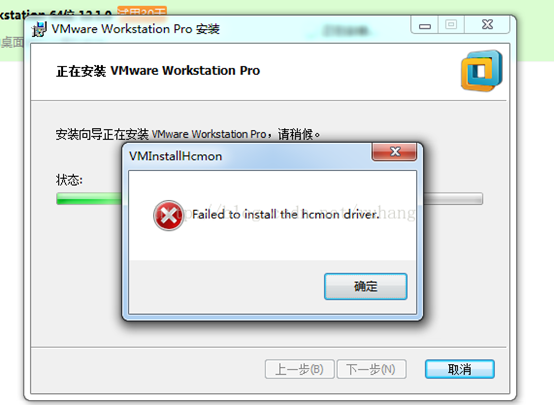 kstation 64位 12.1.0 试用30天
桌面
VMware Workstation Pro 安装
正在安装 VMware Workstation Pro
安装向导正在安装 VMware Workstation Pro，请稍候。
VMInstallHcmon
状态:
Failed to install the hcmon driver.
确定
上一步(B) 下一步(N) 取消